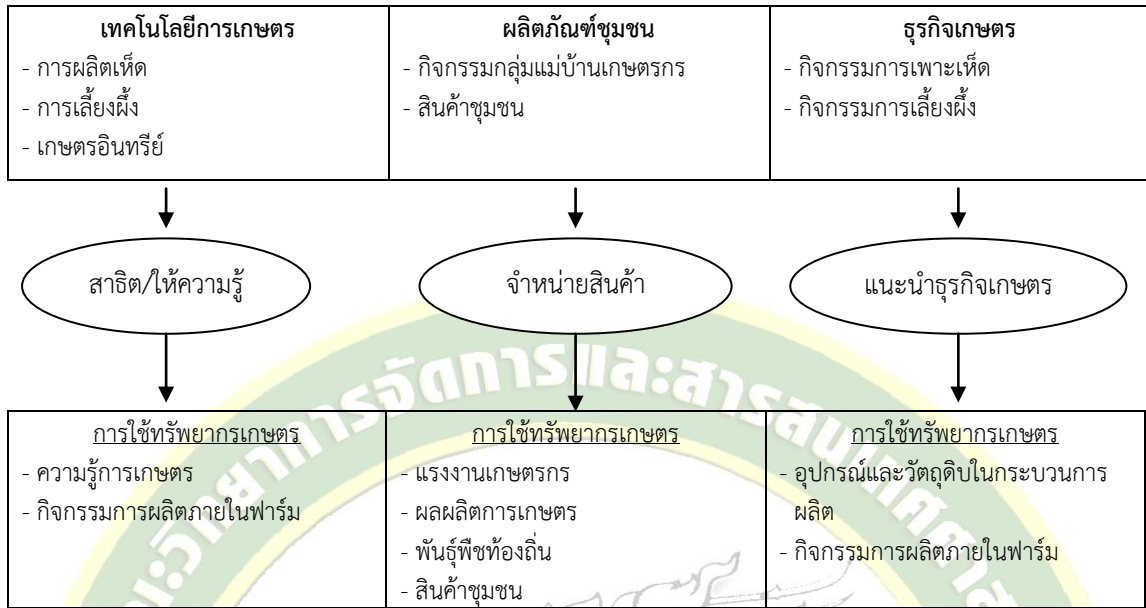 เทคโนโลยีการเกษตร
- การผลิตเห็ด
- การเลี้ยงผึ้ง
- เกษตรอินทรีย์
ผลิตภัณฑ์ชุมชน
- กิจกรรมกลุ่มแม่บ้านเกษตรกร
- สินค้าชุมชน
ธุรกิจเกษตร
- กิจกรรมการเพาะเห็ด
- กิจกรรมการเลี้ยงผึ้ง
สาธิต/ให้ความรู้
จำหน่ายสินค้า
แนะนำธุรกิจเกษตร
การใช้ทรัพยากรเกษตร
- ความรู้การเกษตร
- กิจกรรมการผลิตภายในฟาร์ม
การใช้ทรัพยากรเกษตร
- แรงงานเกษตรกร
- ผลผลิตการเกษตร
- พันธุ์พืชท้องถิ่น
- สินค้าชุมชน
การใช้ทรัพยากรเกษตร
- อุปกรณ์และวัตถุดิบในกระบวนการ
ผลิต
- กิจกรรมการผลิตภายในฟาร์ม